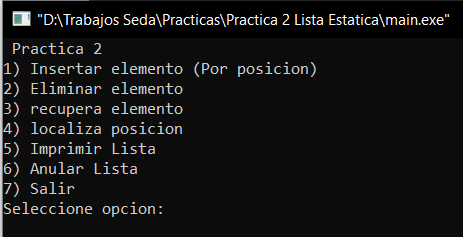 "D:\Trabajos Seda\Practicas\Practica 2 Lista Estatica\main.exe"
Practica 2
1) Insertar elemento (Por posicion)
2) Eliminar elemento
3) recupera elemento
4) localiza posicion
5) Imprimir Lista
6) Anular Lista
7) Salir
Seleccione opcion: